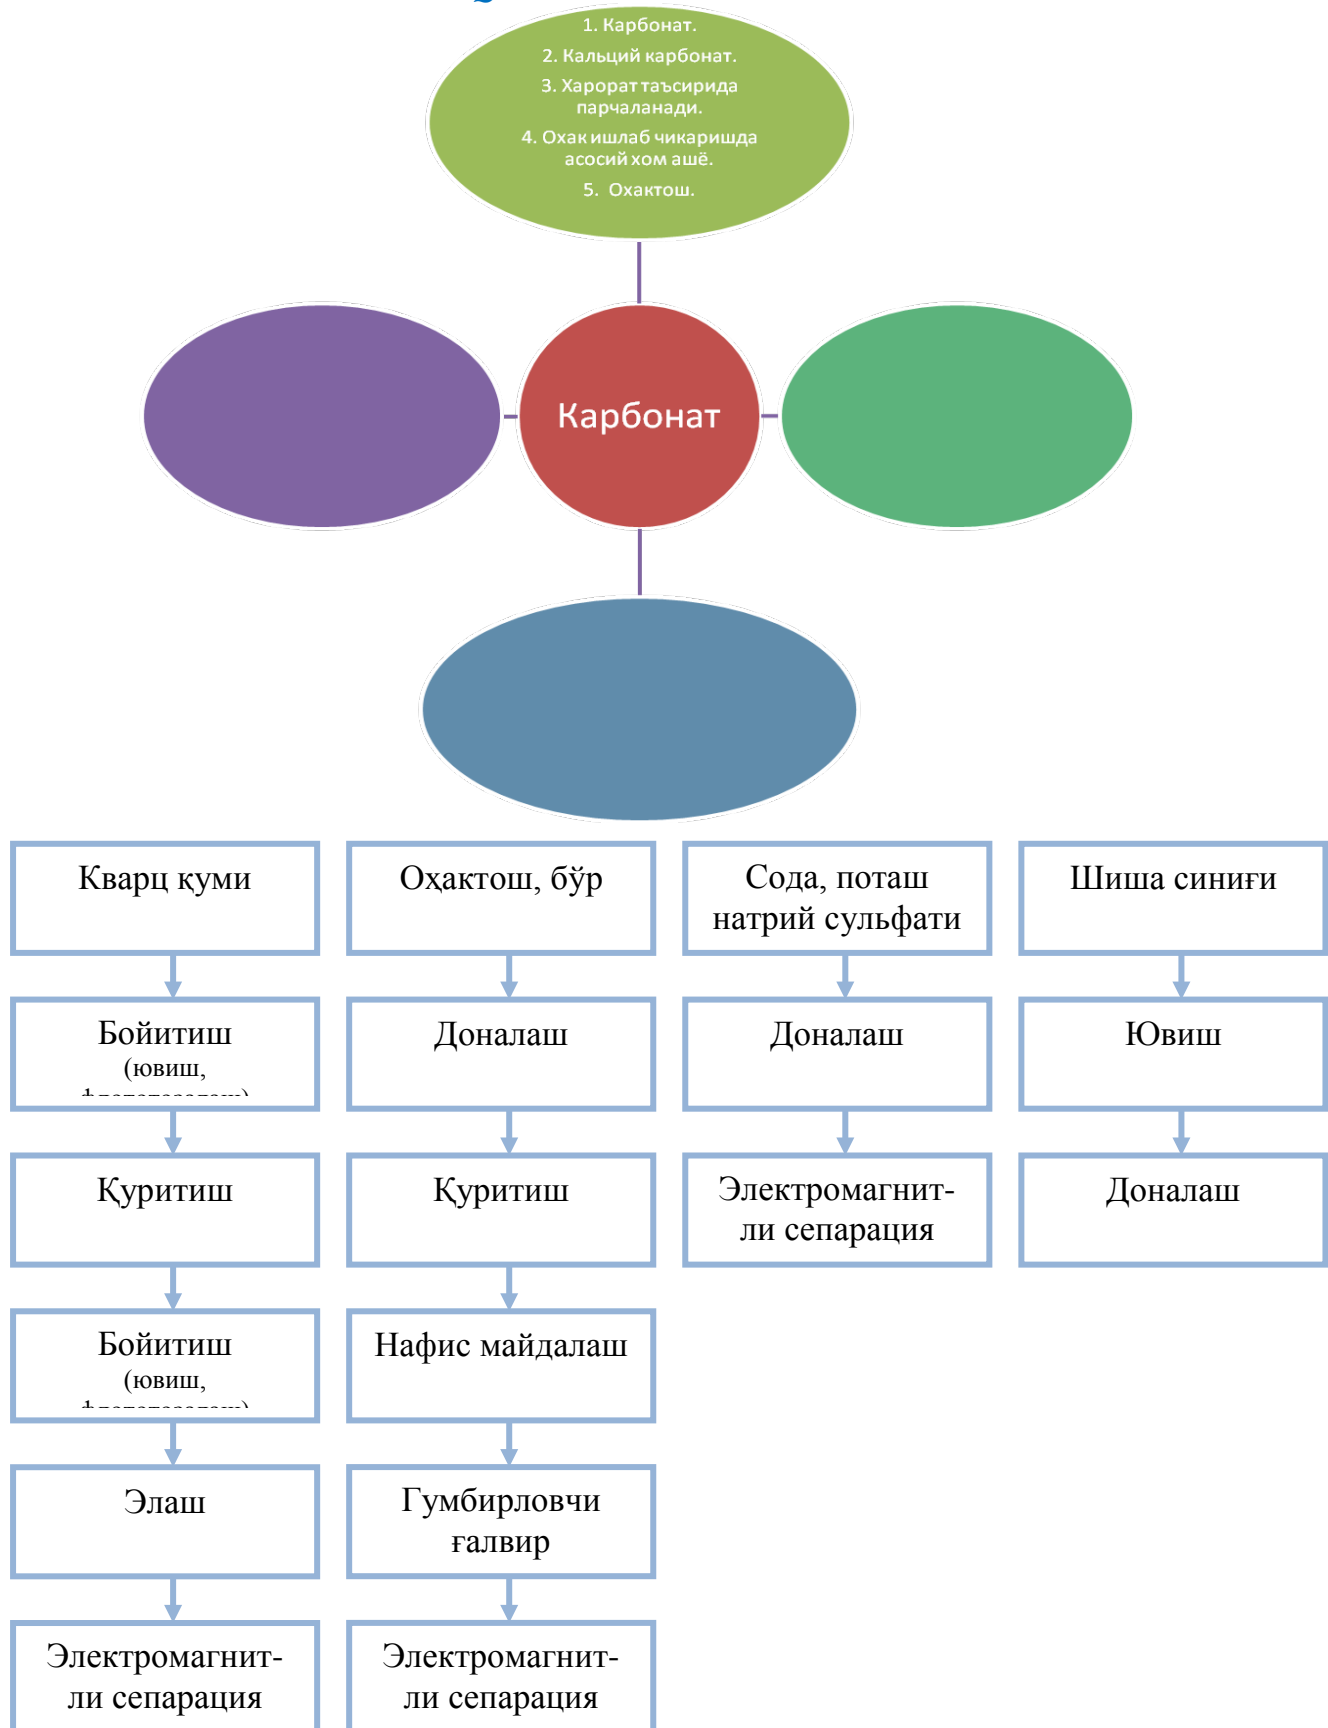 1. Карбонат.
2. Кальций карбонат.
3. Харорат таъсирида
парчаланади.
4. Охак ишлаб чикаришда
асосий хом ашё.
5. Охактош.
Карбонат
Кварц қуми
Оҳактош, бўр
Сода, поташ
натрий сульфати
Шиша синиғи
Бойитиш
(ювиш,
Доналаш
Доналаш
Ювиш
Қуритиш
Қуритиш
Электромагнит-
ли сепарация
Доналаш
Бойитиш
(ювиш,
Нафис майдалаш
Элаш
Гумбирловчи
ғалвир
Электромагнит-
ли сепарация
Электромагнит-
ли сепарация